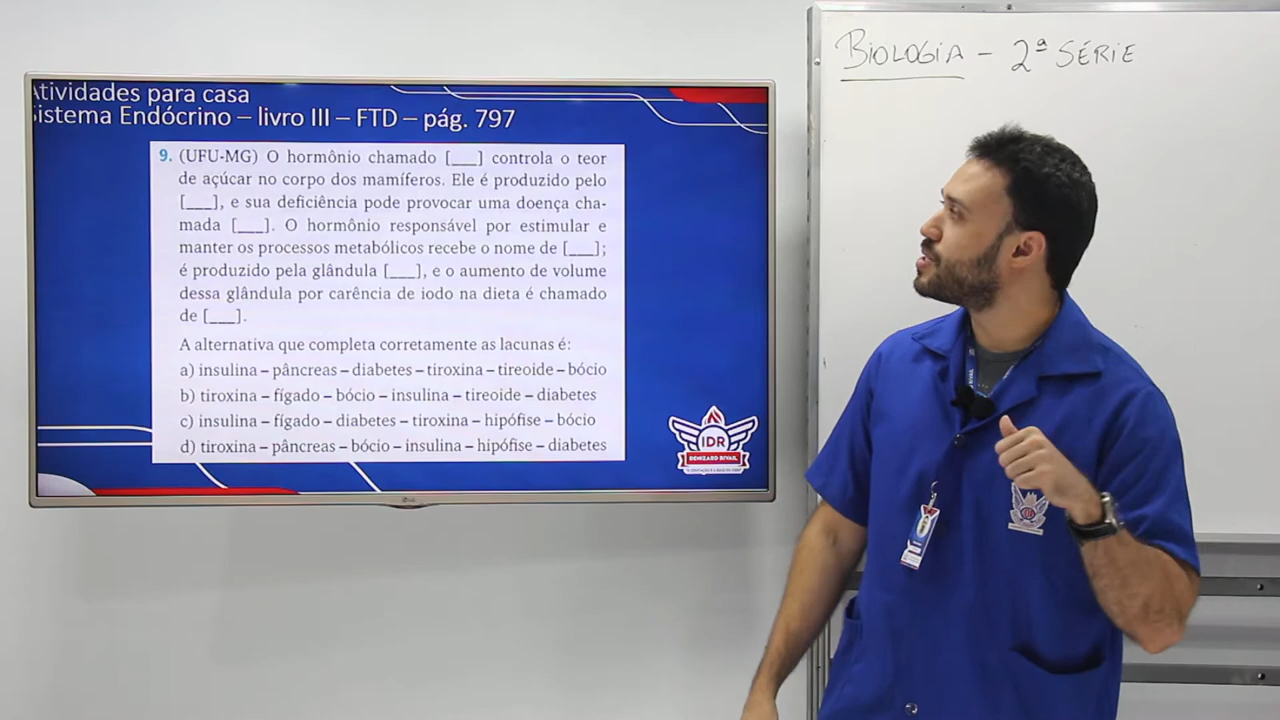 BIOLOGIA - 2ª SÉRIE
Atividades para casa
Sistema Endócrino – livro III – FTD – pág. 797
9. (UFU-MG) O hormônio chamado [___] controla o teor
de açúcar no corpo dos mamíferos. Ele é produzido pelo
[___], e sua deficiência pode provocar uma doença cha-
mada [___]. O hormônio responsável por estimular e
manter os processos metabólicos recebe o nome de [___];
é produzido pela glândula [___], e o aumento de volume
dessa glândula por carência de iodo na dieta é chamado
de [___].
A alternativa que completa corretamente as lacunas é:
a) insulina – pâncreas – diabetes – tiroxina – tireoide – bócio
b) tiroxina – fígado – bócio – insulina – tireoide – diabetes
c) insulina – fígado – diabetes – tiroxina – hipófise – bócio
d) tiroxina – pâncreas – bócio – insulina – hipófise – diabetes
IDR
DENIZARD RIVAIL
LG